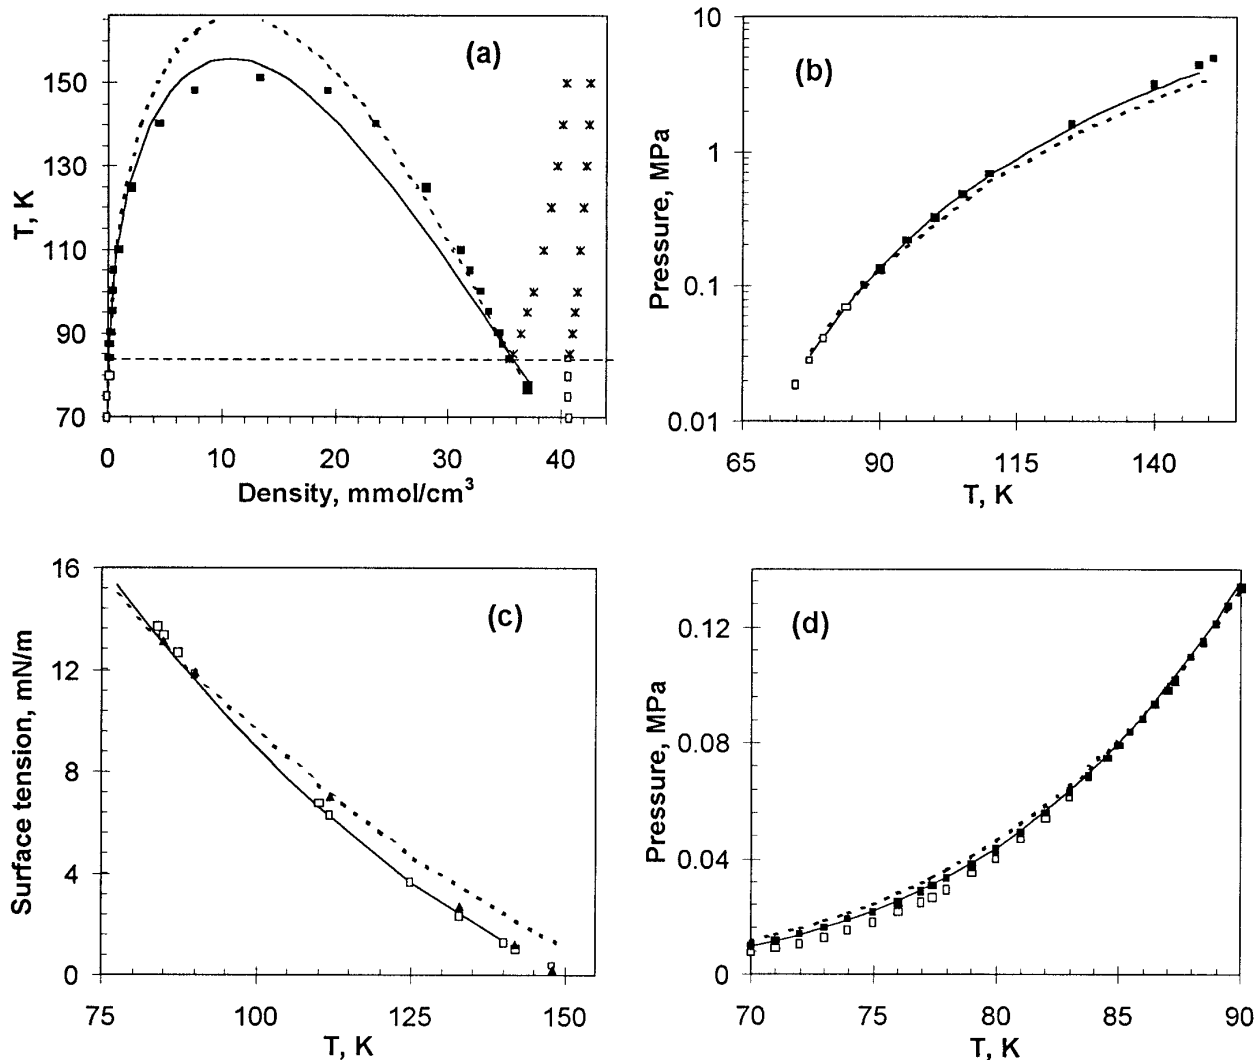 (a)
T, K
150
130
110
90
70
0 10 20 30 40
Density, mmol/cm³
(b)
Pressure, MPa
10
1
0.1
0.01
65 90 115 140
T, K
(c)
Surface tension, mN/m
16
12
8
4
0
75 100 125 150
T, K
(d)
Pressure, MPa
0.12
0.08
0.04
0
70 75 80 85 90
T, K